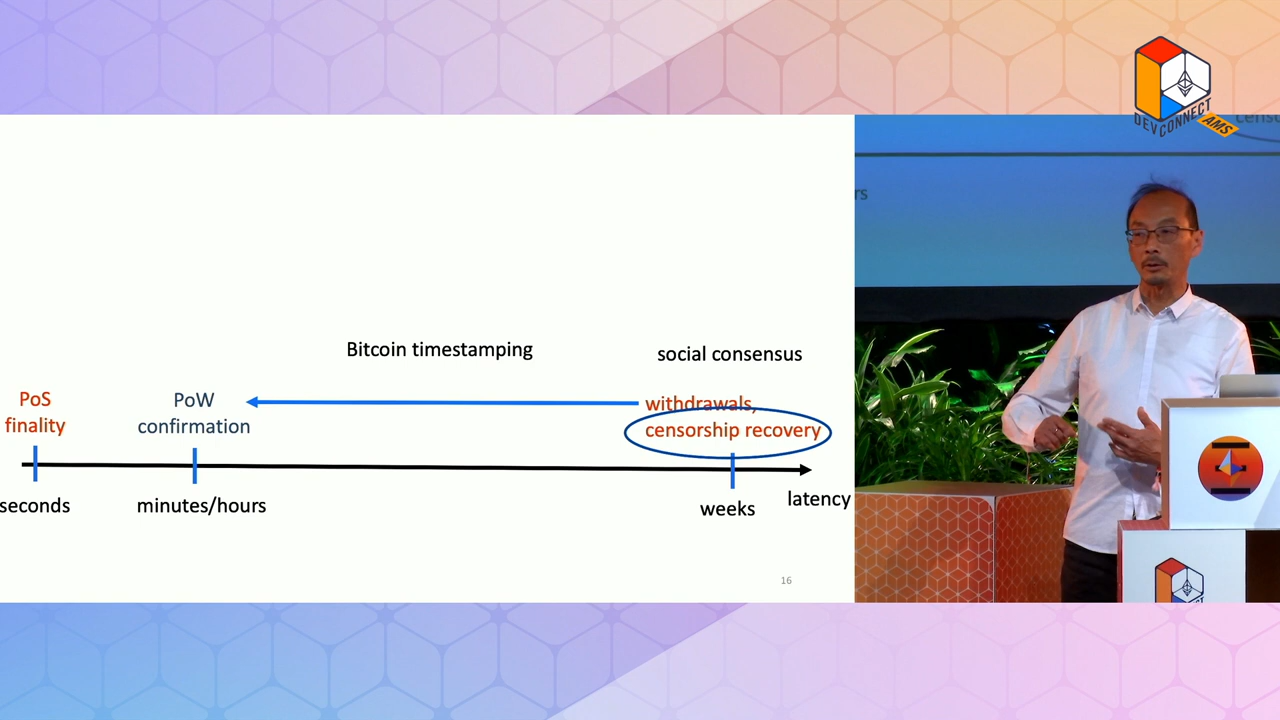 DEVCONNECT
AMS
Bitcoin timestamping
social consensus
PoS
finality
PoW
confirmation
withdrawals,
censorship recovery
seconds
minutes/hours
weeks
latency
16
rs